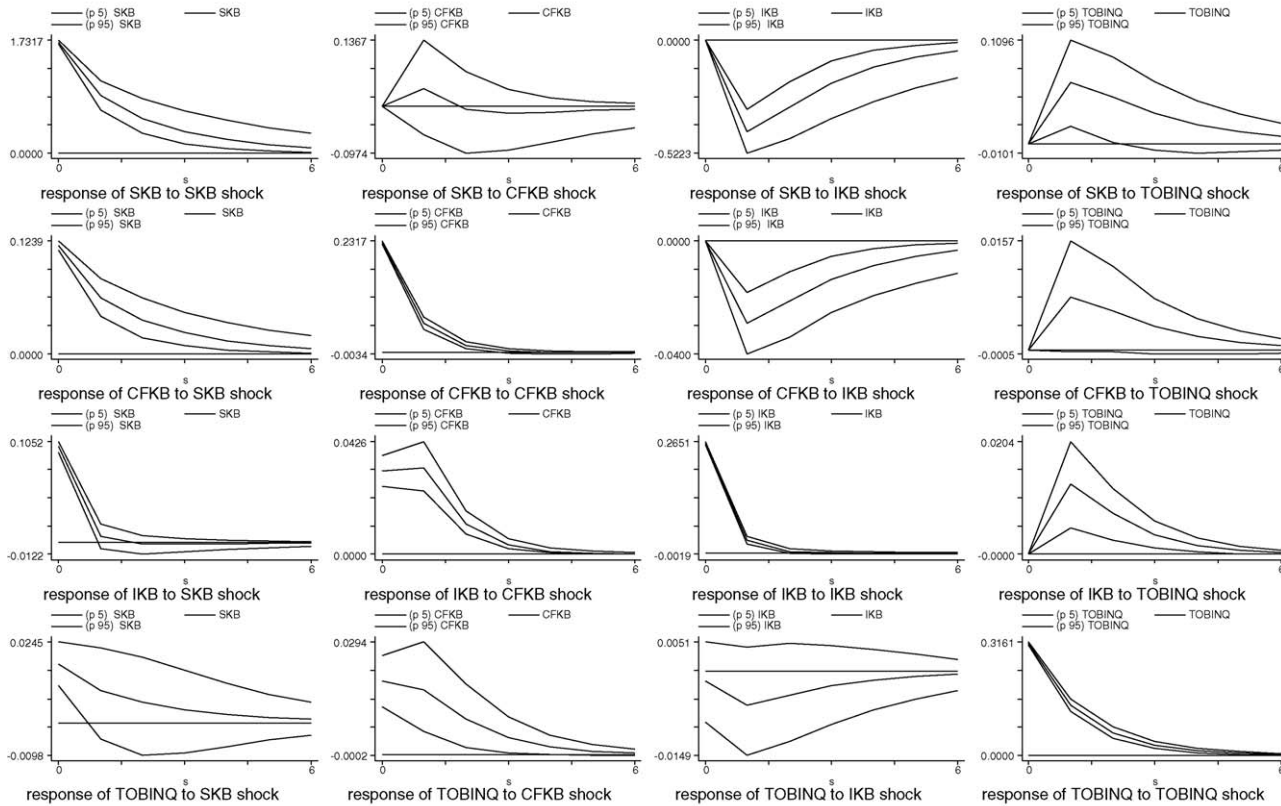 (p 5) SKB SKB
(p 95) SKB
(p 5) CFKB CFKB
(p 95) CFKB
(p 5) IKB IKB
(p 95) IKB
(p 5) TOBINQ TOBINQ
(p 95) TOBINQ
1.7317
0.0000
0 s 6
response of SKB to SKB shock
0.1367
-0.0974
0 s 6
response of SKB to CFKB shock
0.0000
-0.5223
0 s 6
response of SKB to IKB shock
0.1096
-0.0101
0 s 6
response of SKB to TOBINQ shock
(p 5) SKB SKB
(p 95) SKB
(p 5) CFKB CFKB
(p 95) CFKB
(p 5) IKB IKB
(p 95) IKB
(p 5) TOBINQ TOBINQ
(p 95) TOBINQ
0.1239
0.0000
0 s 6
response of CFKB to SKB shock
0.2317
-0.0034
0 s 6
response of CFKB to CFKB shock
0.0000
-0.0400
0 s 6
response of CFKB to IKB shock
0.0157
-0.0005
0 s 6
response of CFKB to TOBINQ shock
(p 5) SKB SKB
(p 95) SKB
(p 5) CFKB CFKB
(p 95) CFKB
(p 5) IKB IKB
(p 95) IKB
(p 5) TOBINQ TOBINQ
(p 95) TOBINQ
0.1052
-0.0122
0 s 6
response of IKB to SKB shock
0.0426
0.0000
0 s 6
response of IKB to CFKB shock
0.2651
-0.0019
0 s 6
response of IKB to IKB shock
0.0204
-0.0000
0 s 6
response of IKB to TOBINQ shock
(p 5) SKB SKB
(p 95) SKB
(p 5) CFKB CFKB
(p 95) CFKB
(p 5) IKB IKB
(p 95) IKB
(p 5) TOBINQ TOBINQ
(p 95) TOBINQ
0.0245
-0.0098
0 s 6
response of TOBINQ to SKB shock
0.0294
-0.0002
0 s 6
response of TOBINQ to CFKB shock
0.0051
-0.0149
0 s 6
response of TOBINQ to IKB shock
0.3161
0.0000
0 s 6
response of TOBINQ to TOBINQ shock